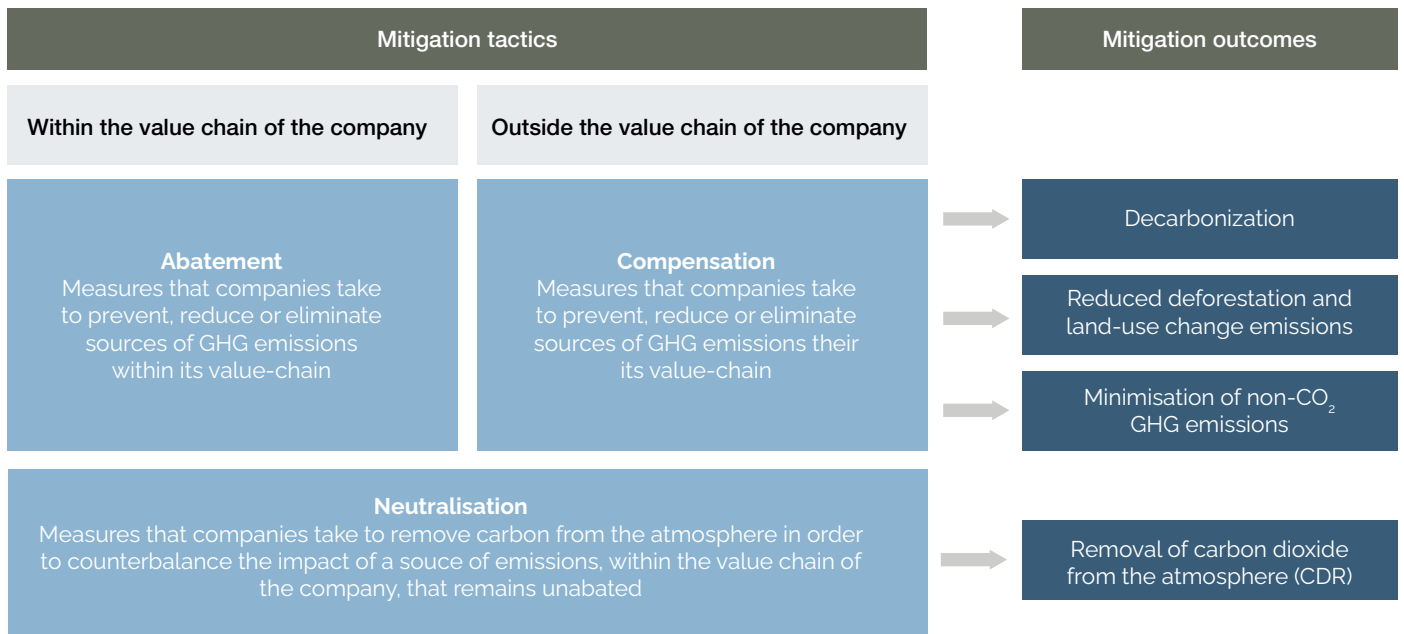 Mitigation tactics
Mitigation outcomes
Within the value chain of the company
Outside the value chain of the company
Abatement
Measures that companies take
to prevent, reduce or eliminate
sources of GHG emissions
within its value-chain
Compensation
Measures that companies take
to prevent, reduce or eliminate
sources of GHG emissions their
its value-chain
Decarbonization
Reduced deforestation and
land-use change emissions
Minimisation of non-CO₂
GHG emissions
Neutralisation
Measures that companies take to remove carbon from the atmosphere in order
to counterbalance the impact of a souce of emissions, within the value chain of
the company, that remains unabated
Removal of carbon dioxide
from the atmosphere (CDR)